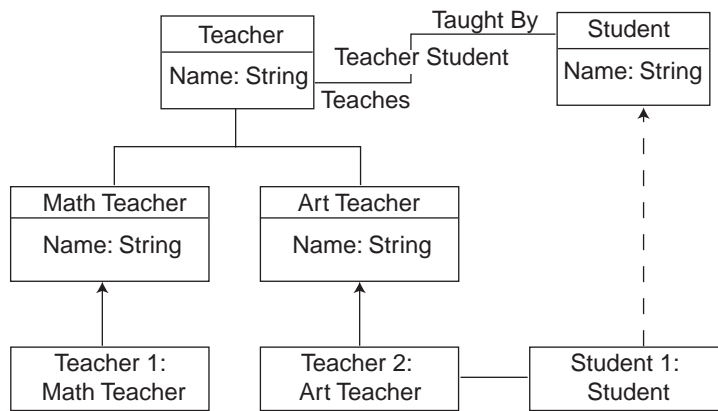 Taught By
Teacher
Student
Name: String
Teacher Student
Name: String
Teaches
Math Teacher
Art Teacher
Name: String
Name: String
Teacher 1:
Math Teacher
Teacher 2:
Art Teacher
Student 1:
Student